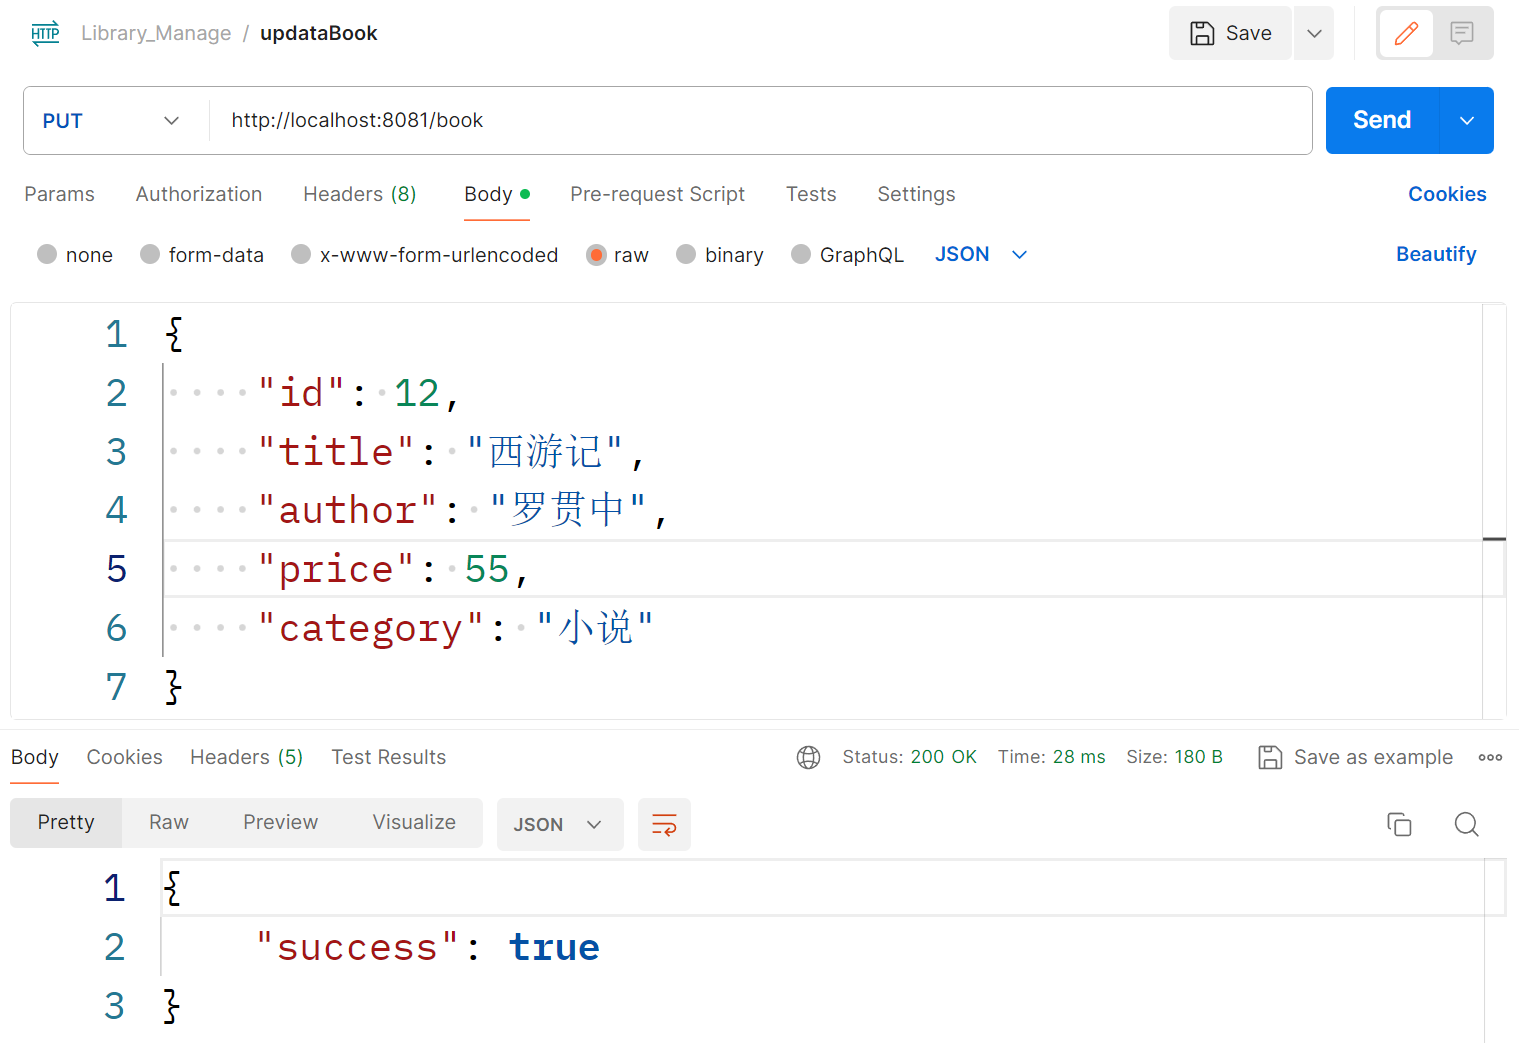 HTTP Library_Manage / updataBook Save
PUT http://localhost:8081/book Send
Params Authorization Headers (8) Body Pre-request Script Tests Settings Cookies
none form-data x-www-form-urlencoded raw binary GraphQL JSON Beautify
1 {
2 "id": 12,
3 "title": "西游记",
4 "author": "罗贯中",
5 "price": 55,
6 "category": "小说"
7 }
Body Cookies Headers (5) Test Results Status: 200 OK Time: 28 ms Size: 180 B Save as example
Pretty Raw Preview Visualize JSON
1 {
2 "success": true
3 }